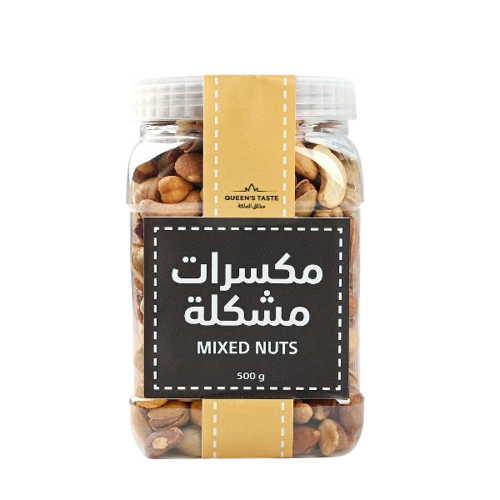 QUEEN'S TASTE
مذاق الملكة
مكسرات
مشكلة
MIXED NUTS
500 g